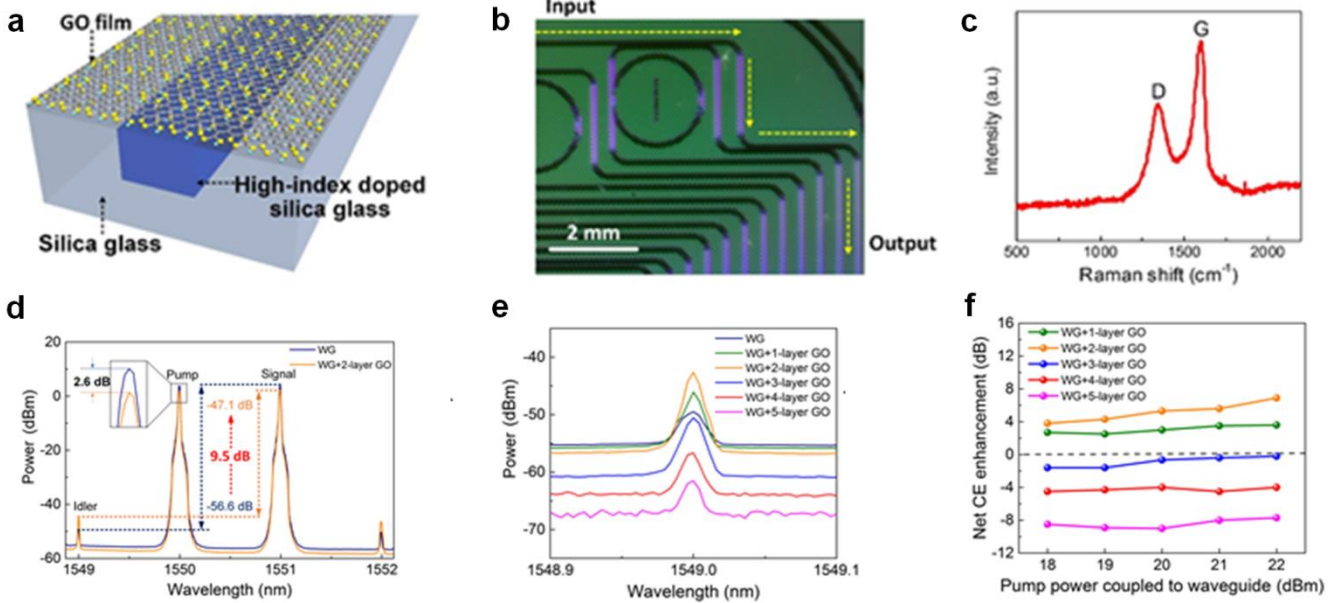 a
GO film
High-index doped
silica glass
Silica glass
b
Input
2 mm
Output
c
G
D
Intensity (a.u.)
500 1000 1500 2000
Raman shift (cm⁻¹)
d
20
0
-20
-40
-60
Power (dBm)
WG
WG+2-layer GO
2.6 dB
Pump
Signal
-47.1 dB
9.5 dB
-56.6 dB
Idler
1549 1550 1551 1552
Wavelength (nm)
e
-40
-50
-60
-70
Power (dBm)
WG
WG+1-layer GO
WG+2-layer GO
WG+3-layer GO
WG+4-layer GO
WG+5-layer GO
1548.9 1549.0 1549.1
Wavelength (nm)
f
16
12
8
4
0
-4
-8
-12
Net CE enhancement (dB)
WG+1-layer GO
WG+2-layer GO
WG+3-layer GO
WG+4-layer GO
WG+5-layer GO
18 19 20 21 22
Pump power coupled to waveguide (dBm)